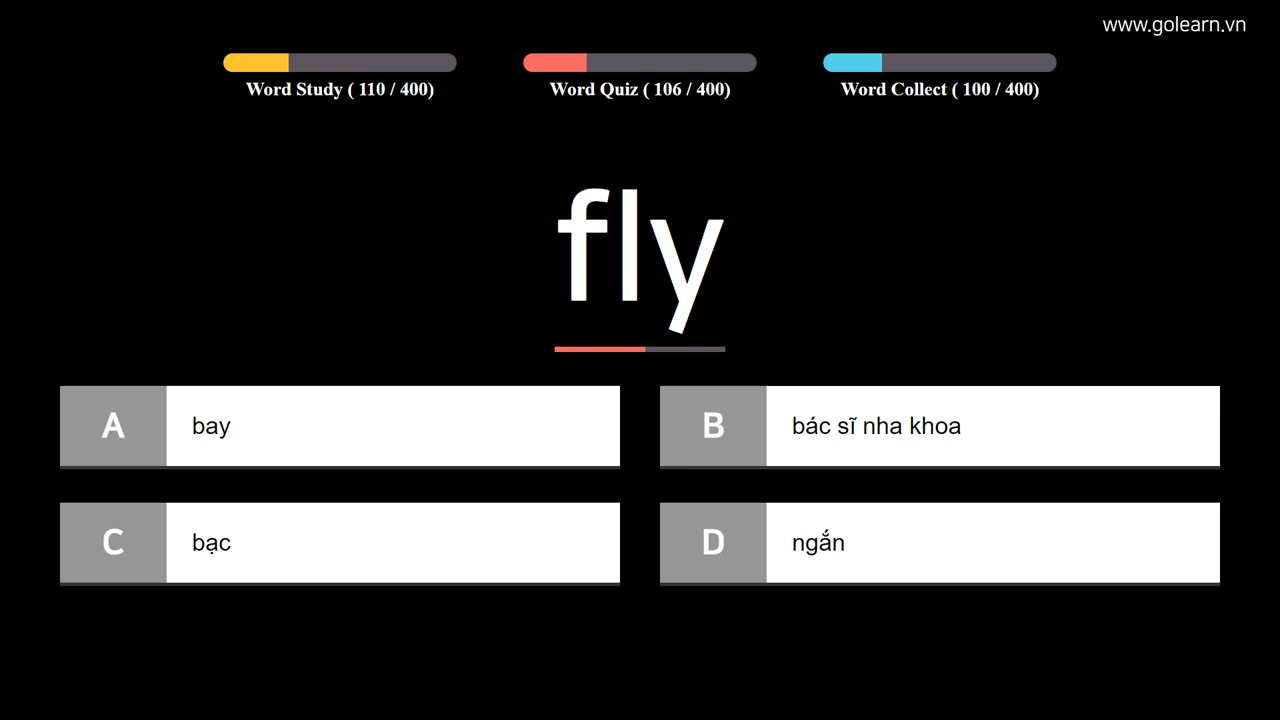 www.golearn.vn
Word Study ( 110 / 400)
Word Quiz ( 106 / 400)
Word Collect ( 100 / 400)
fly
A bay
B bác sĩ nha khoa
C bạc
D ngắn